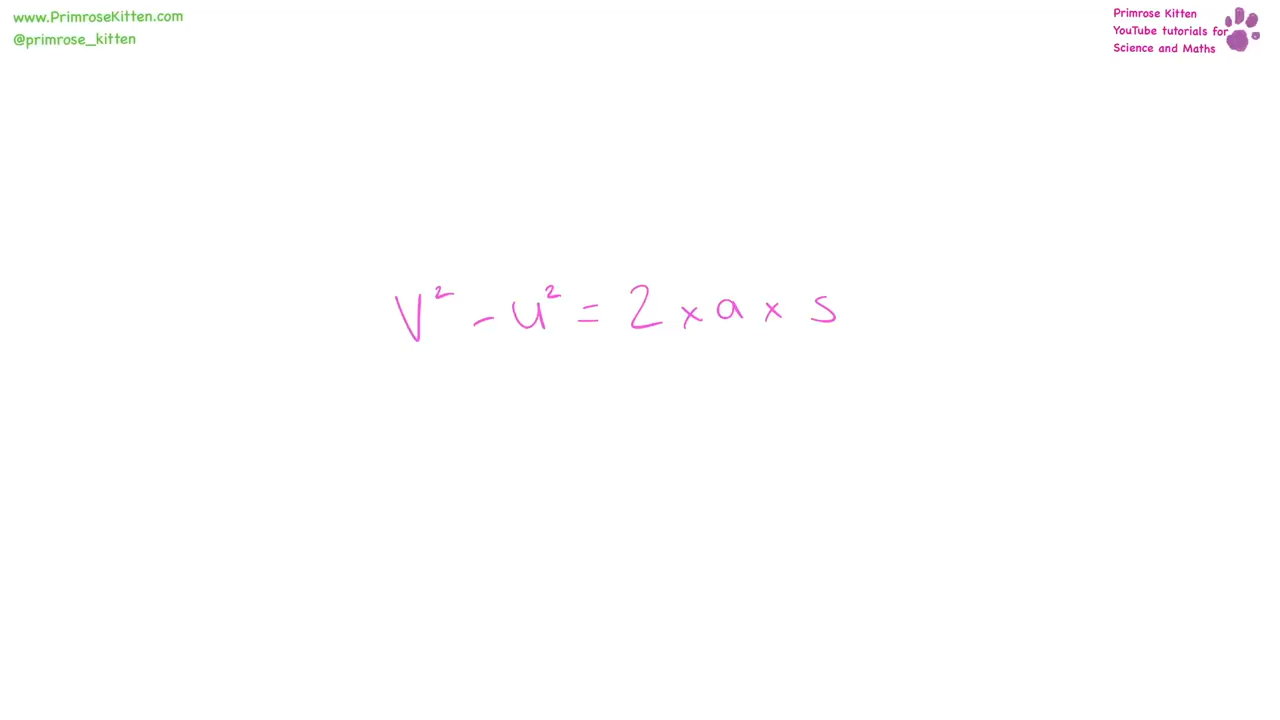 www.PrimroseKitten.com
@primrose_kitten
Primrose Kitten
YouTube tutorials for
Science and Maths
v² - u² = 2 × a × s